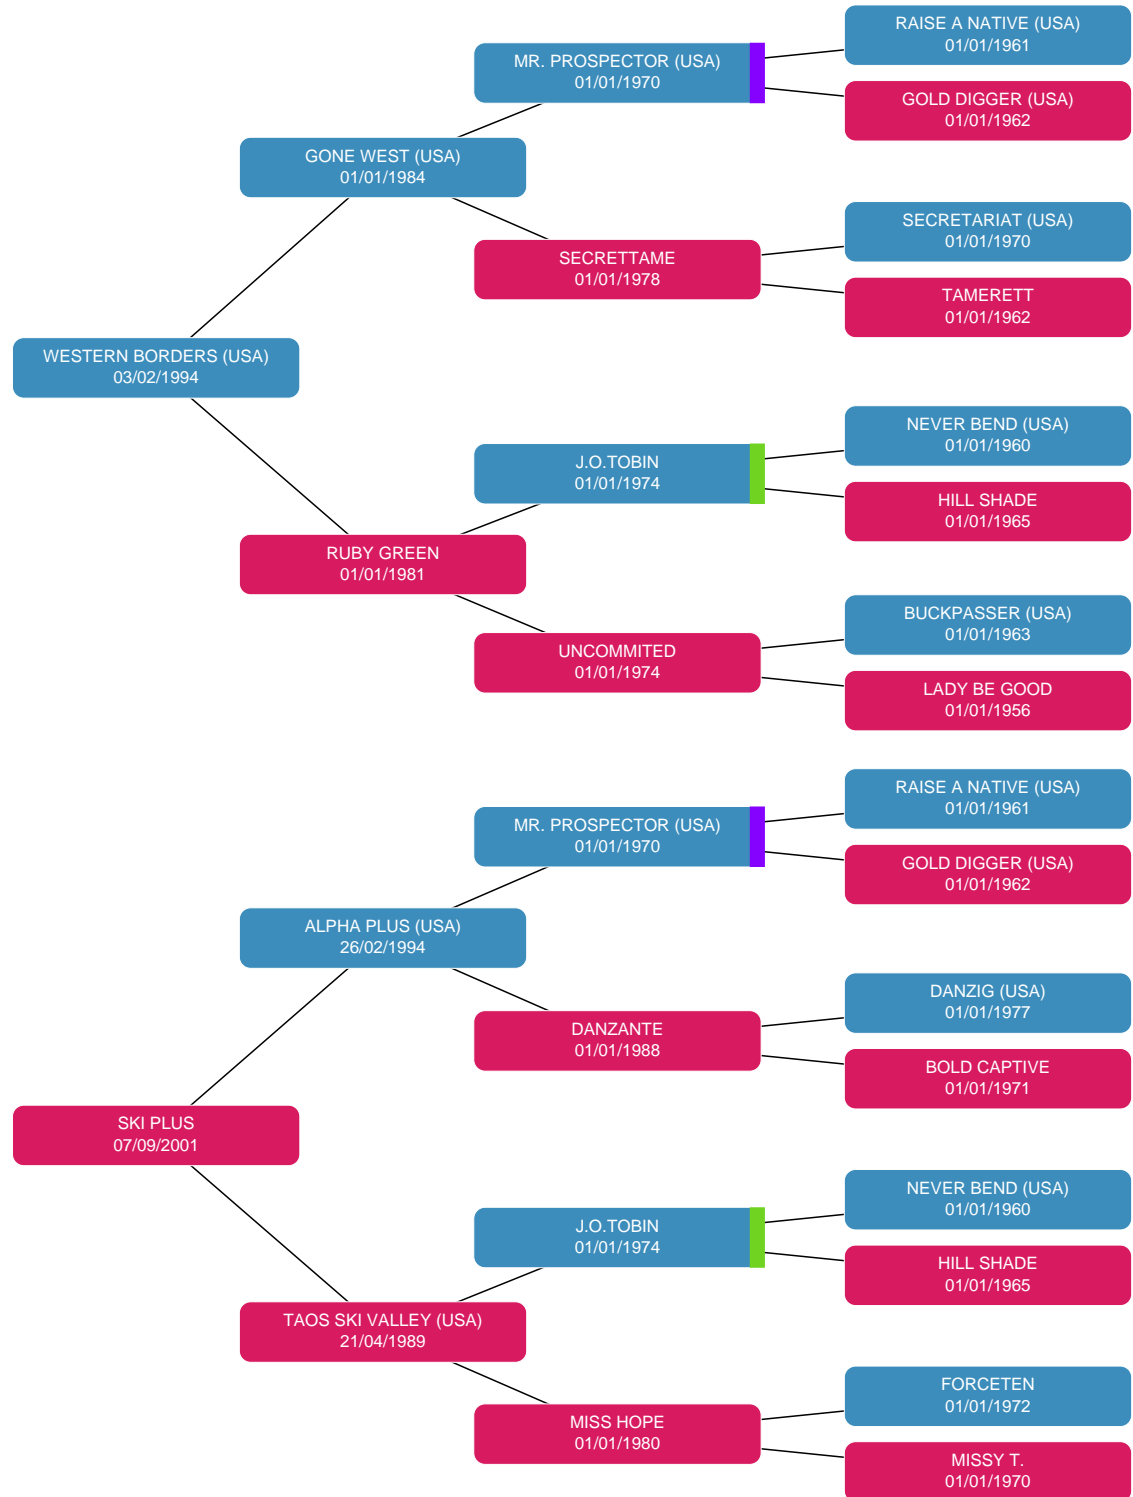 RAISE A NATIVE (USA)
01/01/1961
MR. PROSPECTOR (USA)
01/01/1970
GOLD DIGGER (USA)
01/01/1962
GONE WEST (USA)
01/01/1984
SECRETARIAT (USA)
01/01/1970
SECRETTAME
01/01/1978
TAMERETT
01/01/1962
WESTERN BORDERS (USA)
03/02/1994
NEVER BEND (USA)
01/01/1960
J.O.TOBIN
01/01/1974
HILL SHADE
01/01/1965
RUBY GREEN
01/01/1981
BUCKPASSER (USA)
01/01/1963
UNCOMMITED
01/01/1974
LADY BE GOOD
01/01/1956
RAISE A NATIVE (USA)
01/01/1961
MR. PROSPECTOR (USA)
01/01/1970
GOLD DIGGER (USA)
01/01/1962
ALPHA PLUS (USA)
26/02/1994
DANZIG (USA)
01/01/1977
DANZANTE
01/01/1988
BOLD CAPTIVE
01/01/1971
SKI PLUS
07/09/2001
NEVER BEND (USA)
01/01/1960
J.O.TOBIN
01/01/1974
HILL SHADE
01/01/1965
TAOS SKI VALLEY (USA)
21/04/1989
FORCETEN
01/01/1972
MISS HOPE
01/01/1980
MISSY T.
01/01/1970